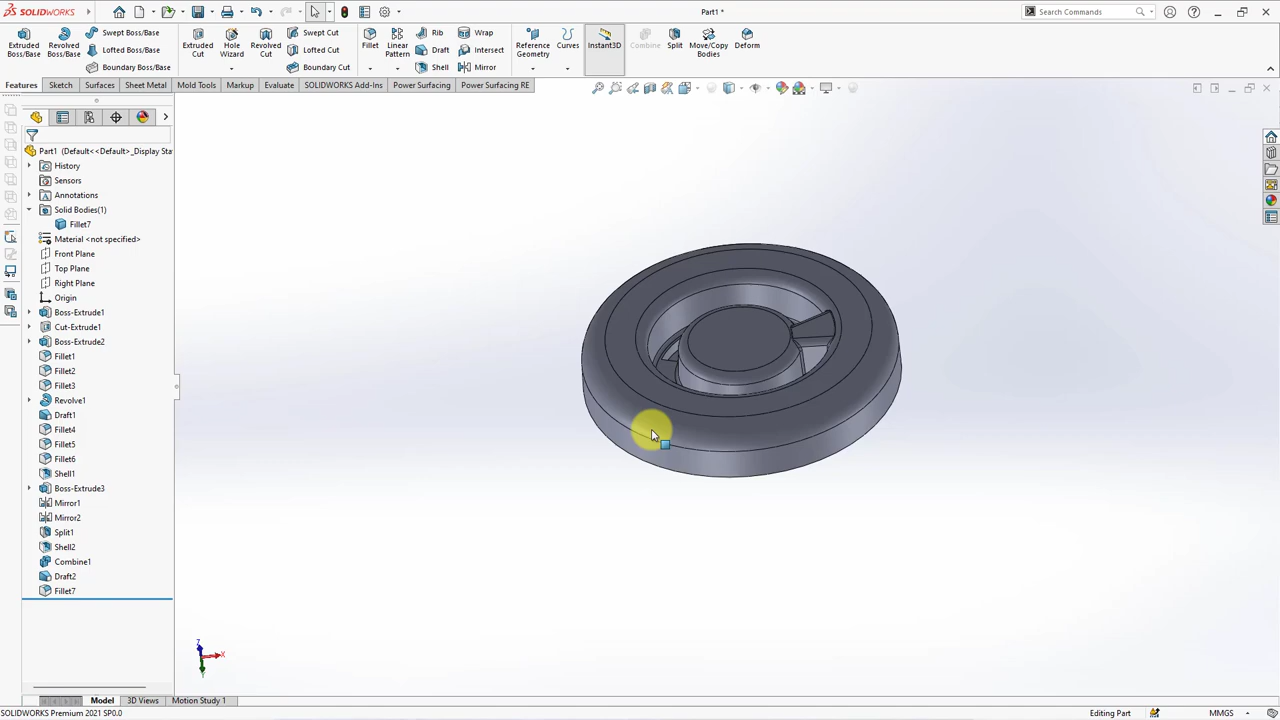 SOLIDWORKS
Part1 *
Search Commands
Extruded Boss/Base
Revolved Boss/Base
Swept Boss/Base
Lofted Boss/Base
Boundary Boss/Base
Extruded Cut
Hole Wizard
Revolved Cut
Swept Cut
Lofted Cut
Boundary Cut
Fillet
Linear Pattern
Rib
Draft
Shell
Wrap
Intersect
Mirror
Reference Geometry
Curves
Instant3D
Combine
Split
Move/Copy Bodies
Deform
Features
Sketch
Surfaces
Sheet Metal
Mold Tools
Markup
Evaluate
SOLIDWORKS Add-Ins
Power Surfacing
Power Surfacing RE
Part1 (Default<<Default>_Display Sta
History
Sensors
Annotations
Solid Bodies(1)
Fillet7
Material <not specified>
Front Plane
Top Plane
Right Plane
Origin
Boss-Extrude1
Cut-Extrude1
Boss-Extrude2
Fillet1
Fillet2
Fillet3
Revolve1
Draft1
Fillet4
Fillet5
Fillet6
Shell1
Boss-Extrude3
Mirror1
Mirror2
Split1
Shell2
Combine1
Draft2
Fillet7
Z
X
Y
Model
3D Views
Motion Study 1
SOLIDWORKS Premium 2021 SP0.0
Editing Part
MMGS